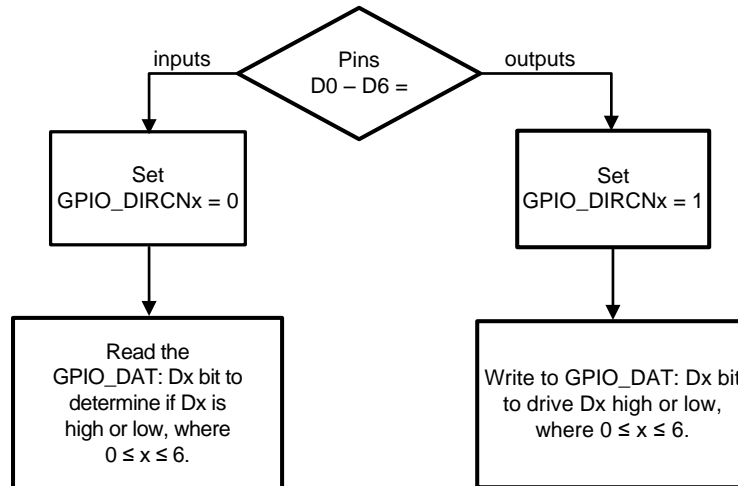 inputs
Pins
D0 – D6 =
outputs
Set
GPIO_DIRCNx = 0
Set
GPIO_DIRCNx = 1
Read the
GPIO_DAT: Dx bit to
determine if Dx is
high or low, where
0 ≤ x ≤ 6.
Write to GPIO_DAT: Dx bit
to drive Dx high or low,
where 0 ≤ x ≤ 6.